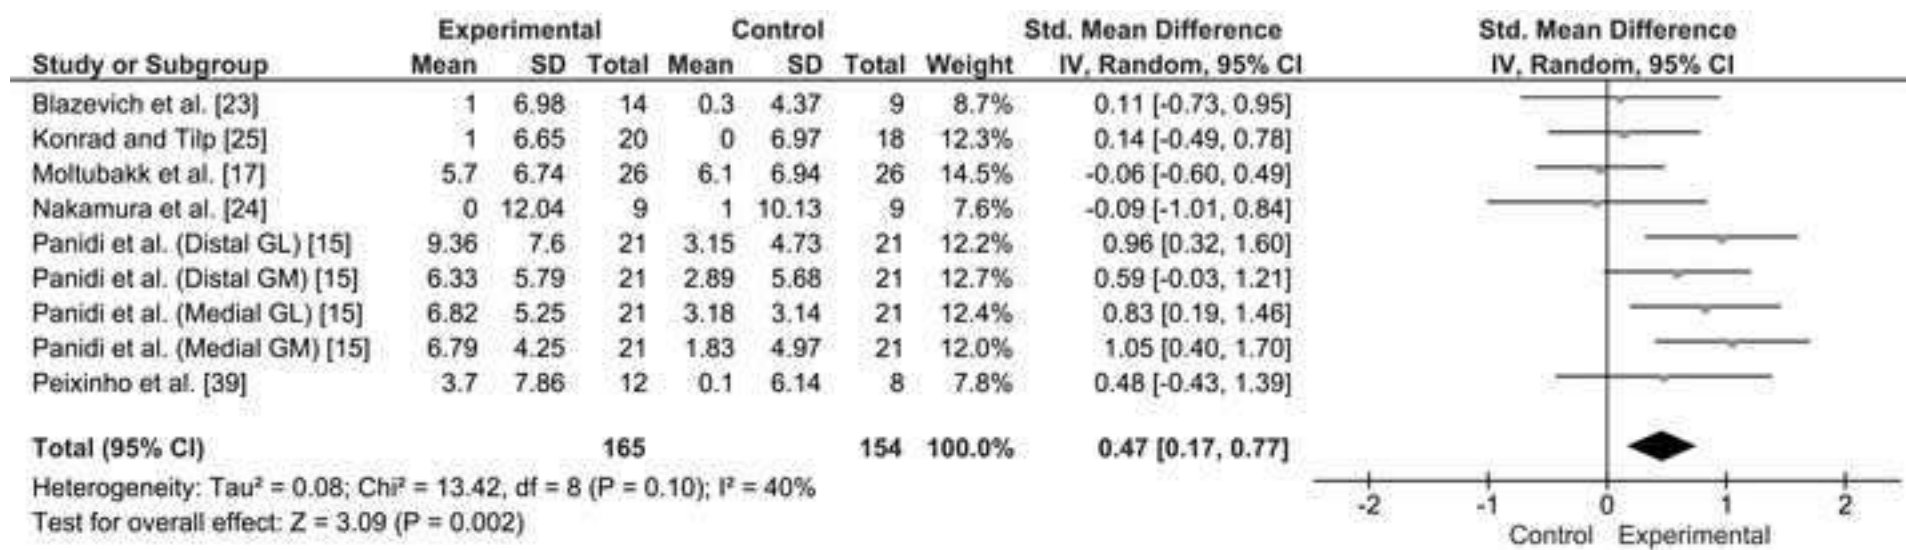 Experimental Control Std. Mean Difference Std. Mean Difference
Study or Subgroup Mean SD Total Mean SD Total Weight IV, Random, 95% CI IV, Random, 95% CI
Blazevich et al. [23] 1 6.98 14 0.3 4.37 9 8.7% 0.11 [-0.73, 0.95]
Konrad and Tilp [25] 1 6.65 20 0 6.97 18 12.3% 0.14 [-0.49, 0.78]
Moltubakk et al. [17] 5.7 6.74 26 6.1 6.94 26 14.5% -0.06 [-0.60, 0.49]
Nakamura et al. [24] 0 12.04 9 1 10.13 9 7.6% -0.09 [-1.01, 0.84]
Panidi et al. (Distal GL) [15] 9.36 7.6 21 3.15 4.73 21 12.2% 0.96 [0.32, 1.60]
Panidi et al. (Distal GM) [15] 6.33 5.79 21 2.89 5.68 21 12.7% 0.59 [-0.03, 1.21]
Panidi et al. (Medial GL) [15] 6.82 5.25 21 3.18 3.14 21 12.4% 0.83 [0.19, 1.46]
Panidi et al. (Medial GM) [15] 6.79 4.25 21 1.83 4.97 21 12.0% 1.05 [0.40, 1.70]
Peixinho et al. [39] 3.7 7.86 12 0.1 6.14 8 7.8% 0.48 [-0.43, 1.39]
Total (95% CI) 165 154 100.0% 0.47 [0.17, 0.77]
Heterogeneity: Tau² = 0.08; Chi² = 13.42, df = 8 (P = 0.10); I² = 40%
Test for overall effect: Z = 3.09 (P = 0.002)
-2 -1 0 1 2
Control Experimental